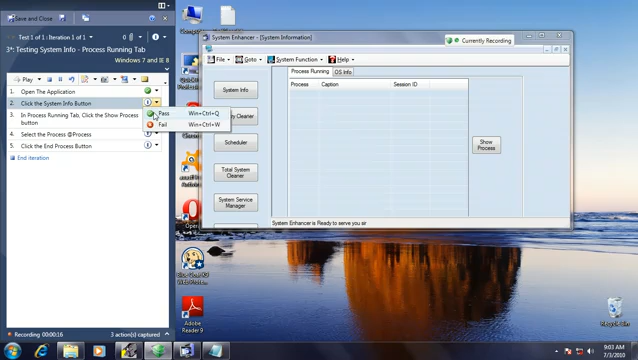 Save and Close
Test 1 of 1 : Iteration 1 of 1
3*: Testing System Info - Process Running Tab
Windows 7 and IE 8
Play
1. Open The Application
2. Click the System Info Button
3. In Process Running Tab, Click the Show Process
button
4. Select the Process @Process
5. Click the End Process Button
End iteration
Pass Win+Ctrl+Q
Fail Win+Ctrl+W
Recording 00:00:16
3 action(s) captured
System Enhancer - [System Information]
Currently Recording
File
Goto
System Function
Help
System Info
Cleaner
Scheduler
Total System
Cleaner
System Service
Manager
Process Running
OS Info
Process
Caption
Session ID
Show
Process
System Enhancer is Ready to serve you sir
Adobe
Reader 9
Recycle Bin
9:03 AM
7/3/2010